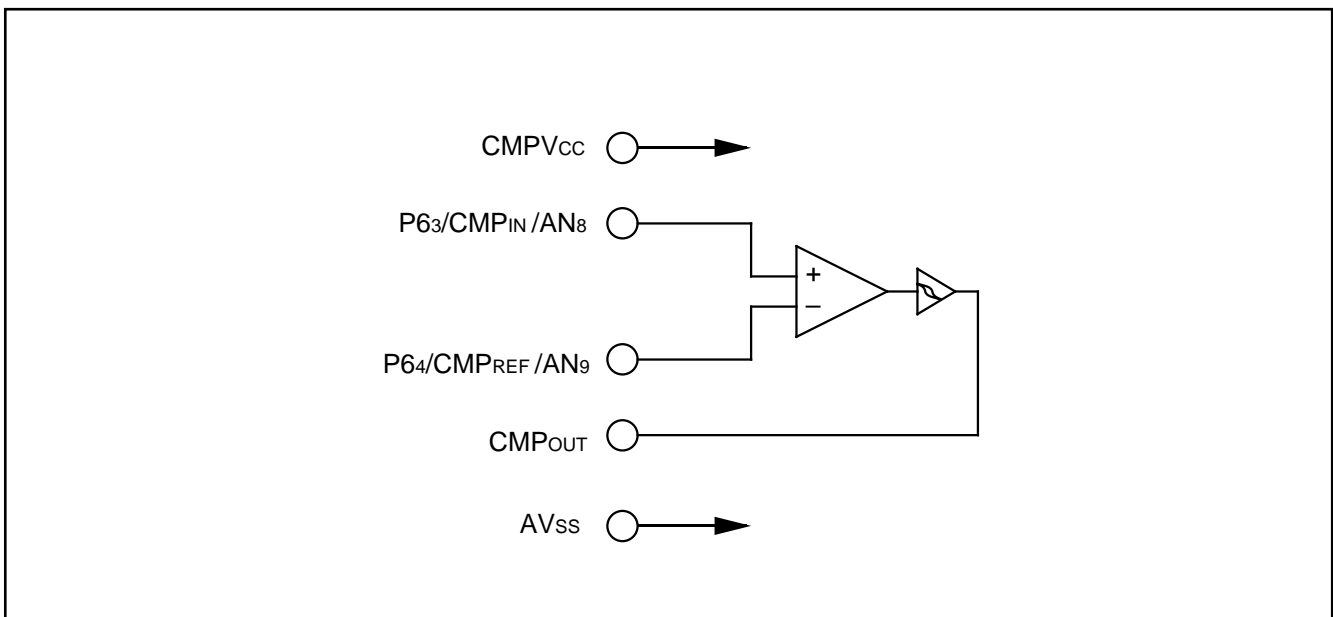 CMPVCC
P63/CMPIN/AN8
+
−
P64/CMPREF/AN9
CMPOUT
AVSS